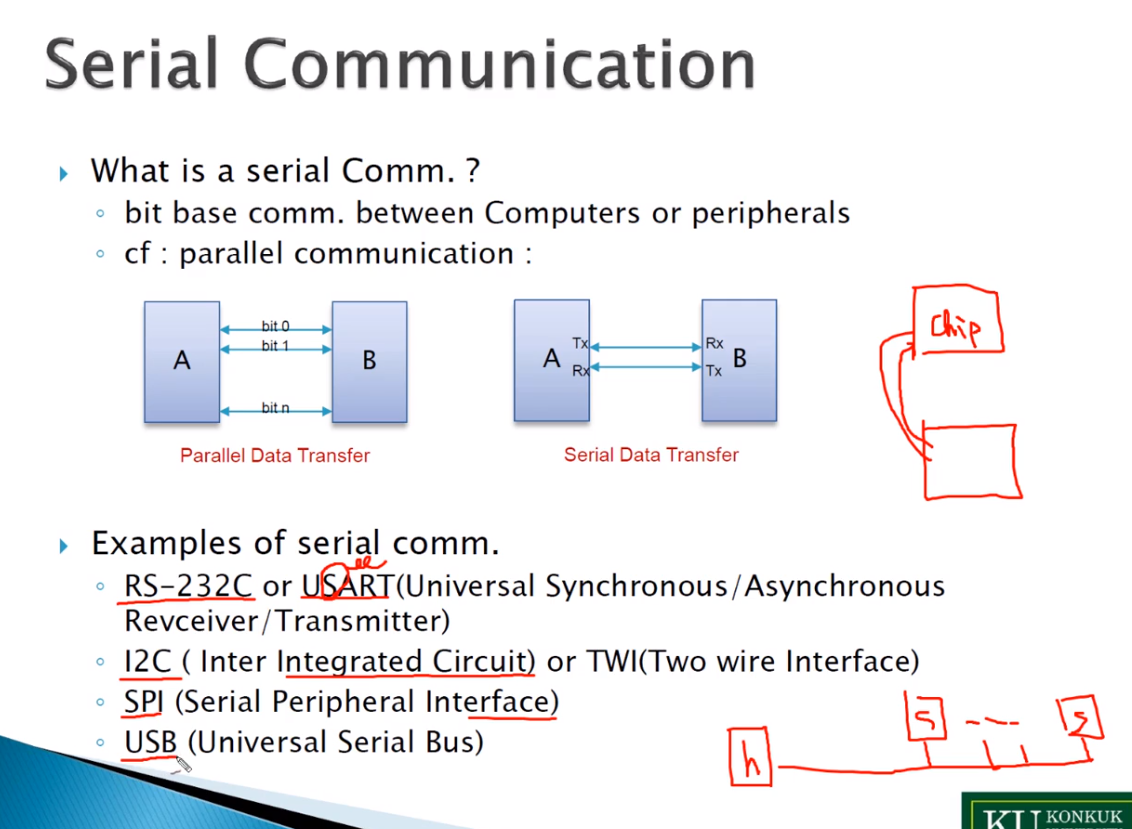 Serial Communication
What is a serial Comm. ?
bit base comm. between Computers or peripherals
cf : parallel communication :
A
bit 0
bit 1
bit n
B
Parallel Data Transfer
A
Tx
Rx
Rx
Tx
B
Serial Data Transfer
Chip
Examples of serial comm.
RS-232C or USART(Universal Synchronous/Asynchronous
Revceiver/Transmitter)
I2C ( Inter Integrated Circuit) or TWI(Two wire Interface)
SPI (Serial Peripheral Interface)
USB (Universal Serial Bus)
h
S
S
KU KONKUK